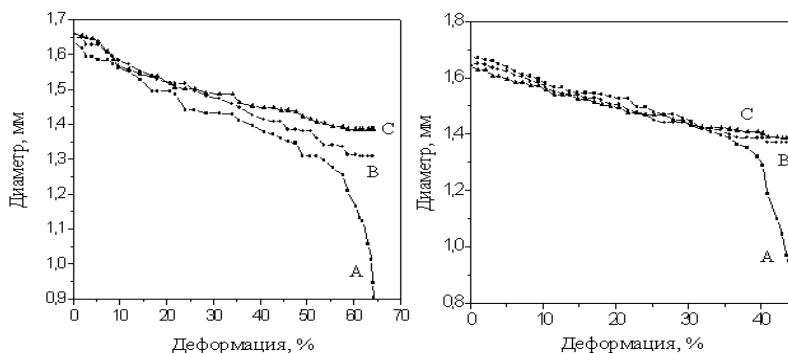 1,7
1,6
1,5
1,4
1,3
1,2
1,1
1,0
0,9
Диаметр, мм
C
B
A
0 10 20 30 40 50 60 70
Деформация, %
1,8
1,6
1,4
1,2
1,0
0,8
Диаметр, мм
C
B
A
0 10 20 30 40
Деформация, %